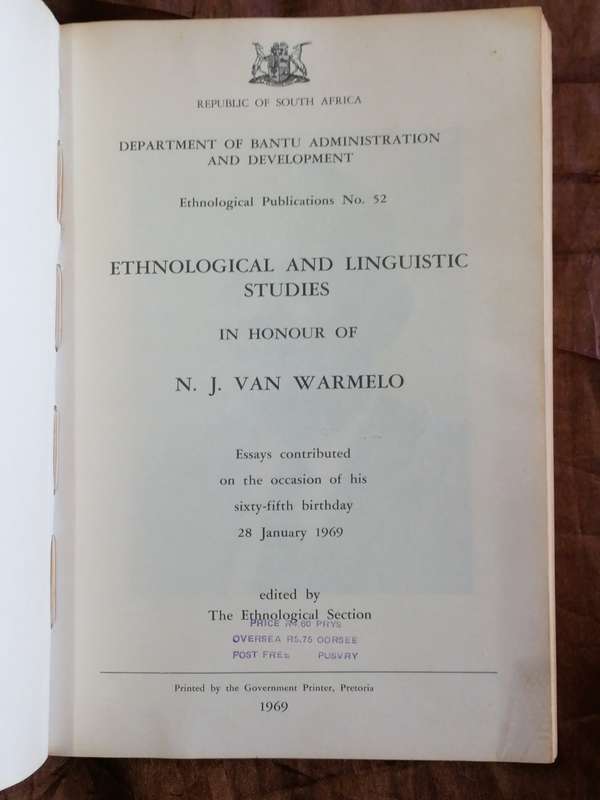 REPUBLIC OF SOUTH AFRICA
DEPARTMENT OF BANTU ADMINISTRATION
AND DEVELOPMENT
Ethnological Publications No. 52
ETHNOLOGICAL AND LINGUISTIC
STUDIES
IN HONOUR OF
N. J. VAN WARMELO
Essays contributed
on the occasion of his
sixty-fifth birthday
28 January 1969
edited by
The Ethnological Section
PRICE PRYS
OVERSEA R5,75 OORSEE
POST FREE POSVRY
Printed by the Government Printer, Pretoria
1969